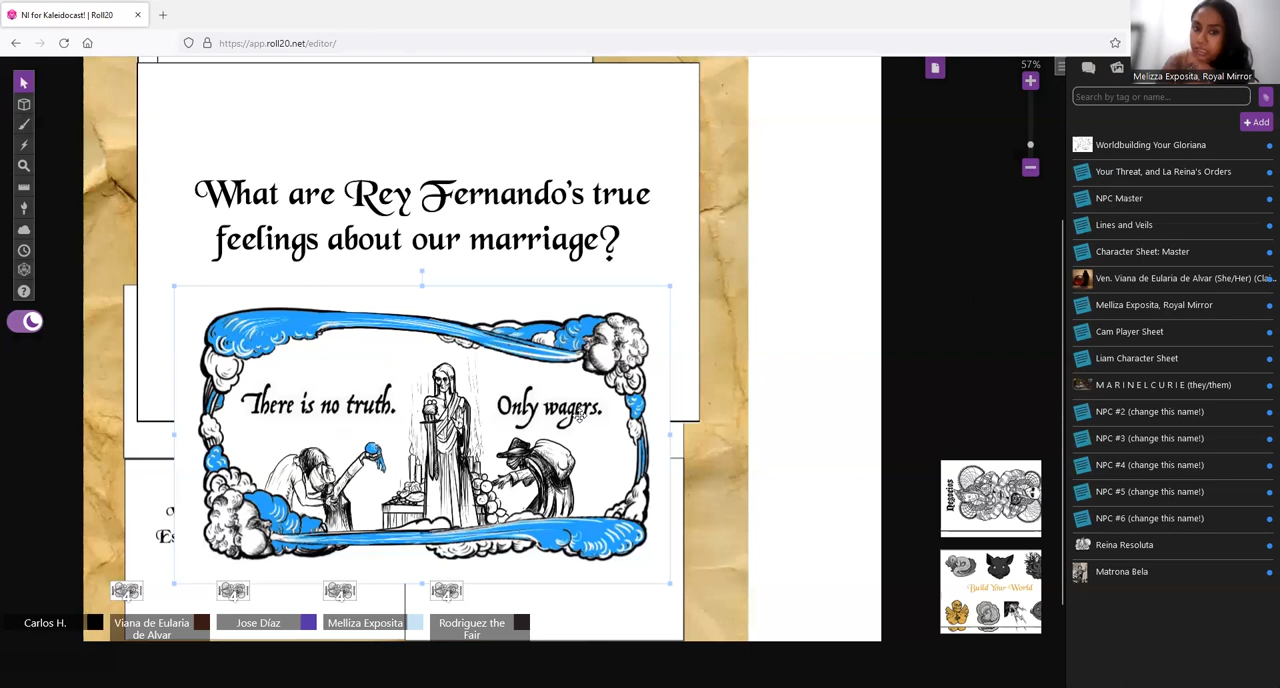 NI for Kaleidocast! | Roll20
https://app.roll20.net/editor/
Melizza Exposita, Royal Mirror
57%
Search by tag or name...
+ Add
What are Rey Fernando's true
feelings about our marriage?
There is no truth.
Only wagers.
Es
Carlos H.
Viana de Eularia
de Alvar
Jose Díaz
Melliza Exposita
Rodriguez the
Fair
Negocios
Build Your World
Worldbuilding Your Gloriana
Your Threat, and La Reina's Orders
NPC Master
Lines and Veils
Character Sheet: Master
Ven. Viana de Eularia de Alvar (She/Her) (Clai...
Melliza Exposita, Royal Mirror
Cam Player Sheet
Liam Character Sheet
M A R I N E L C U R I E (they/them)
NPC #2 (change this name!)
NPC #3 (change this name!)
NPC #4 (change this name!)
NPC #5 (change this name!)
NPC #6 (change this name!)
Reina Resoluta
Matrona Bela